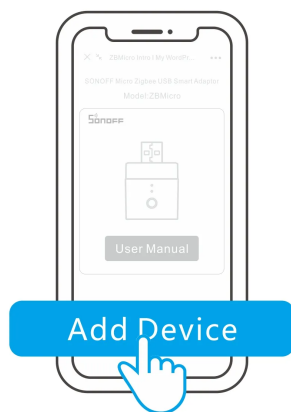 ZBMicro Intro | My WordPr...
SONOFF Micro Zigbee USB Smart Adapter
Model:ZBMicro
SONOFF
User Manual
Add Device